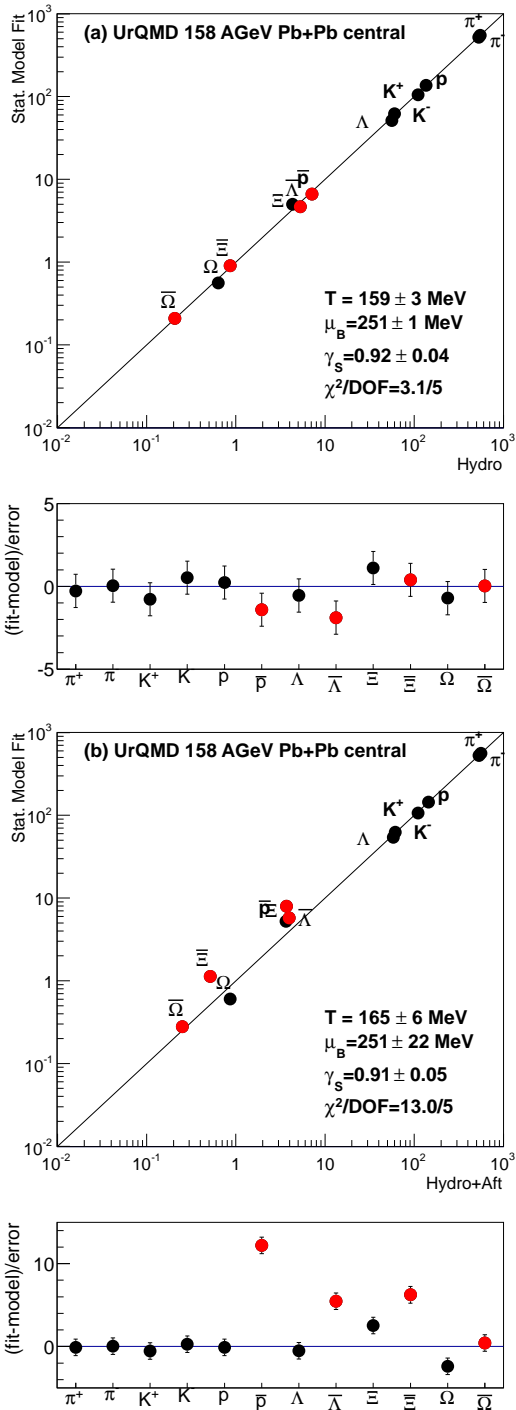 Stat. Model Fit
(a) UrQMD 158 AGeV Pb+Pb central
π⁺
π⁻
p
K⁺
K⁻
Λ
p̅
Λ̅
Ξ
Ξ̅
Ω
Ω̅
T = 159 ± 3 MeV
μ_B=251 ± 1 MeV
γ_S=0.92 ± 0.04
χ²/DOF=3.1/5
10³
10²
10
1
10⁻¹
10⁻²
10⁻² 10⁻¹ 1 10 10² 10³
Hydro
(fit-model)/error
5
0
-5
π⁺ π⁻ K⁺ K⁻ p p̅ Λ Λ̅ Ξ Ξ̅ Ω Ω̅
Stat. Model Fit
(b) UrQMD 158 AGeV Pb+Pb central
π⁺
π⁻
p
K⁺
K⁻
Λ
p̅
Ξ
Λ̅
Ξ̅
Ω
Ω̅
T = 165 ± 6 MeV
μ_B=251 ± 22 MeV
γ_S=0.91 ± 0.05
χ²/DOF=13.0/5
10³
10²
10
1
10⁻¹
10⁻²
10⁻² 10⁻¹ 1 10 10² 10³
Hydro+Aft
(fit-model)/error
10
0
π⁺ π⁻ K⁺ K⁻ p p̅ Λ Λ̅ Ξ Ξ̅ Ω Ω̅